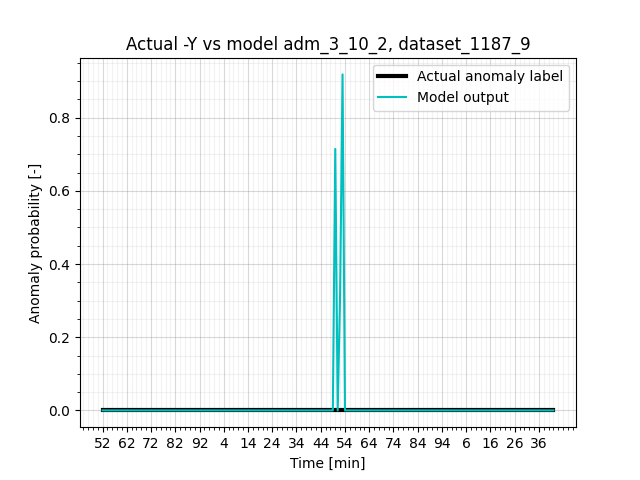 Actual -Y vs model adm_3_10_2, dataset_1187_9
Actual anomaly label
Model output
Anomaly probability [-]
0.8
0.6
0.4
0.2
0.0
52 62 72 82 92 4 14 24 34 44 54 64 74 84 94 6 16 26 36
Time [min]